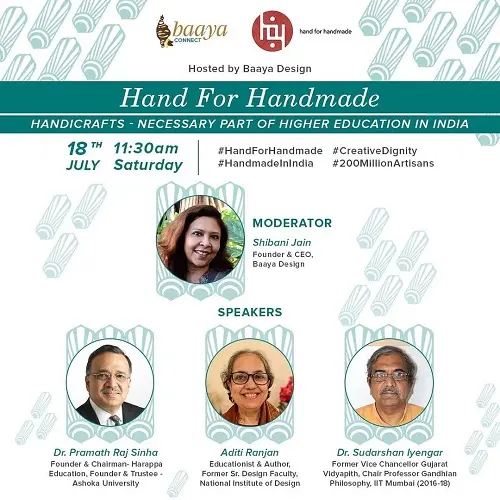 baaya
CONNECT
hand for handmade
Hosted by Baaya Design
Hand For Handmade
HANDICRAFTS - NECESSARY PART OF HIGHER EDUCATION IN INDIA
18TH JULY
11:30am Saturday
#HandForHandmade #CreativeDignity
#HandmadeInIndia #200MillionArtisans
MODERATOR
Shibani Jain
Founder & CEO,
Baaya Design
SPEAKERS
Dr. Pramath Raj Sinha
Founder & Chairman- Harappa
Education, Founder & Trustee -
Ashoka University
Aditi Ranjan
Educationist & Author,
Former Sr. Design Faculty,
National Institute of Design
Dr. Sudarshan Iyengar
Former Vice Chancellor Gujarat
Vidyapith, Chair Professor Gandhian
Philosophy, IIT Mumbai (2016-18)